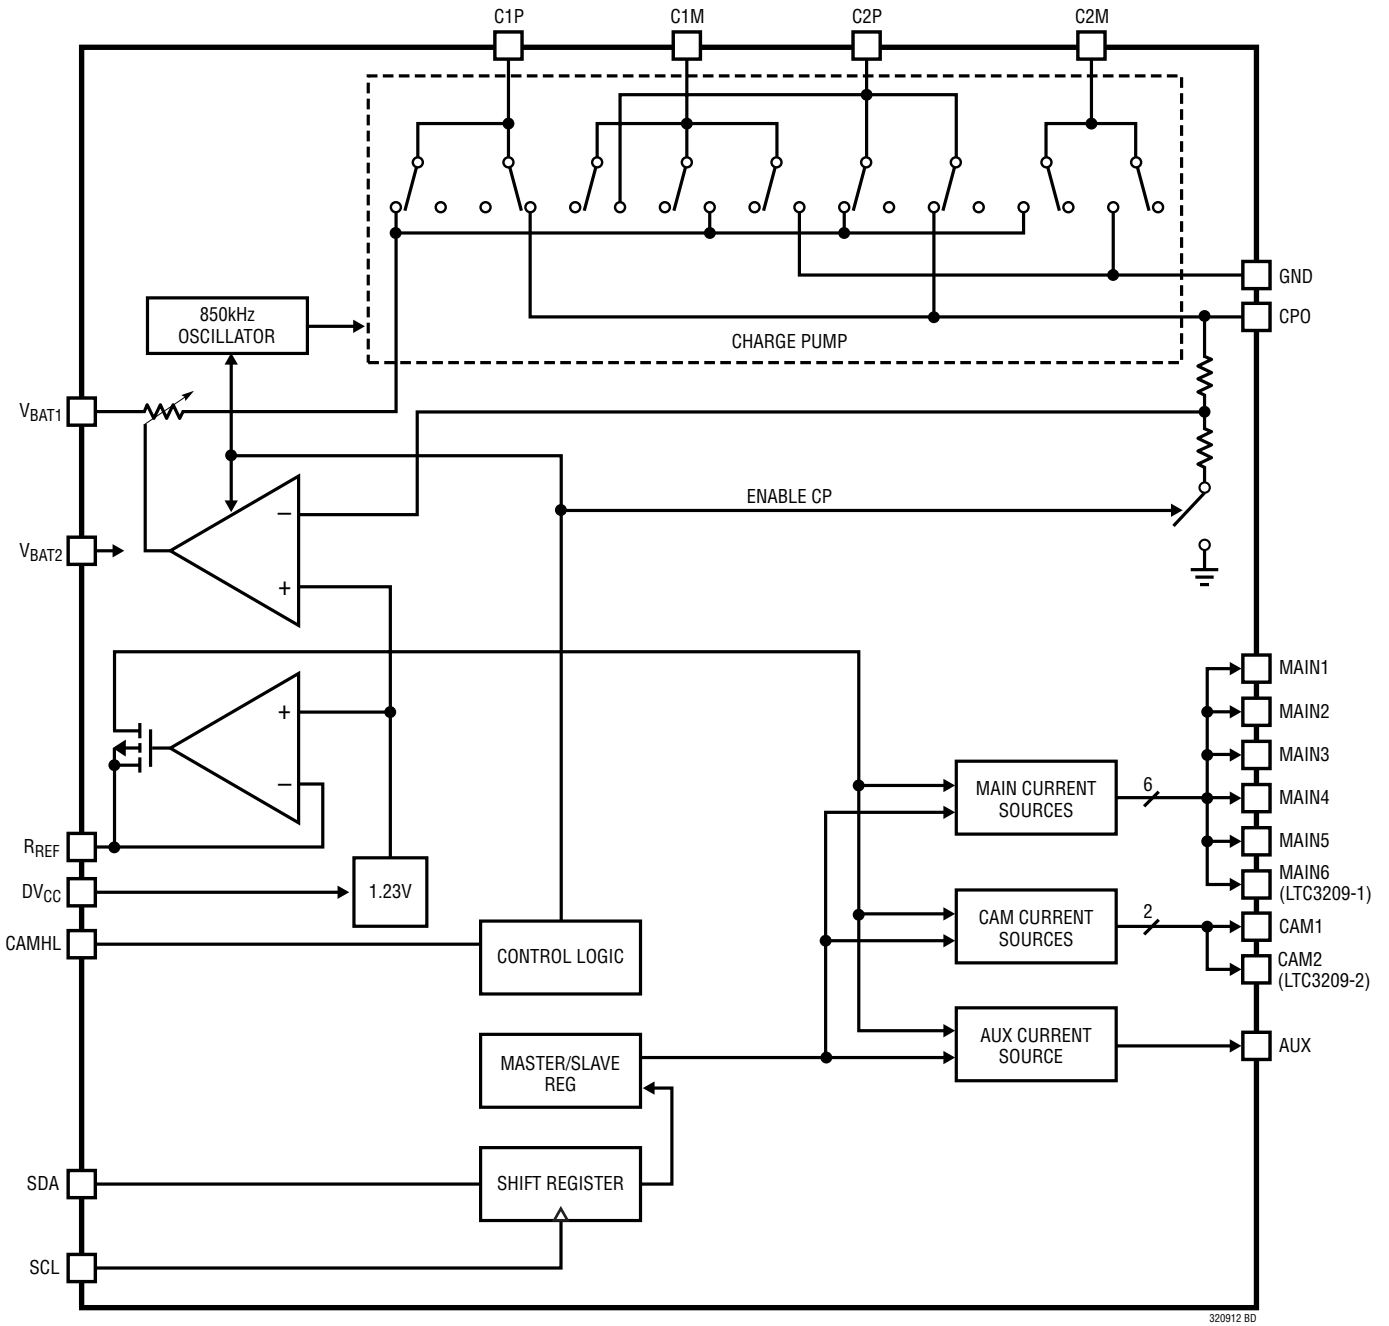 C1P
C1M
C2P
C2M
GND
CPO
850kHz
OSCILLATOR
CHARGE PUMP
VBAT1
ENABLE CP
−
VBAT2
+
MAIN1
+
MAIN2
MAIN3
−
MAIN CURRENT
SOURCES
6
MAIN4
MAIN5
RREF
MAIN6
(LTC3209-1)
DVCC
1.23V
CAM CURRENT
SOURCES
2
CAM1
CAMHL
CONTROL LOGIC
CAM2
(LTC3209-2)
MASTER/SLAVE
REG
AUX CURRENT
SOURCE
AUX
SDA
SHIFT REGISTER
SCL
320912 BD